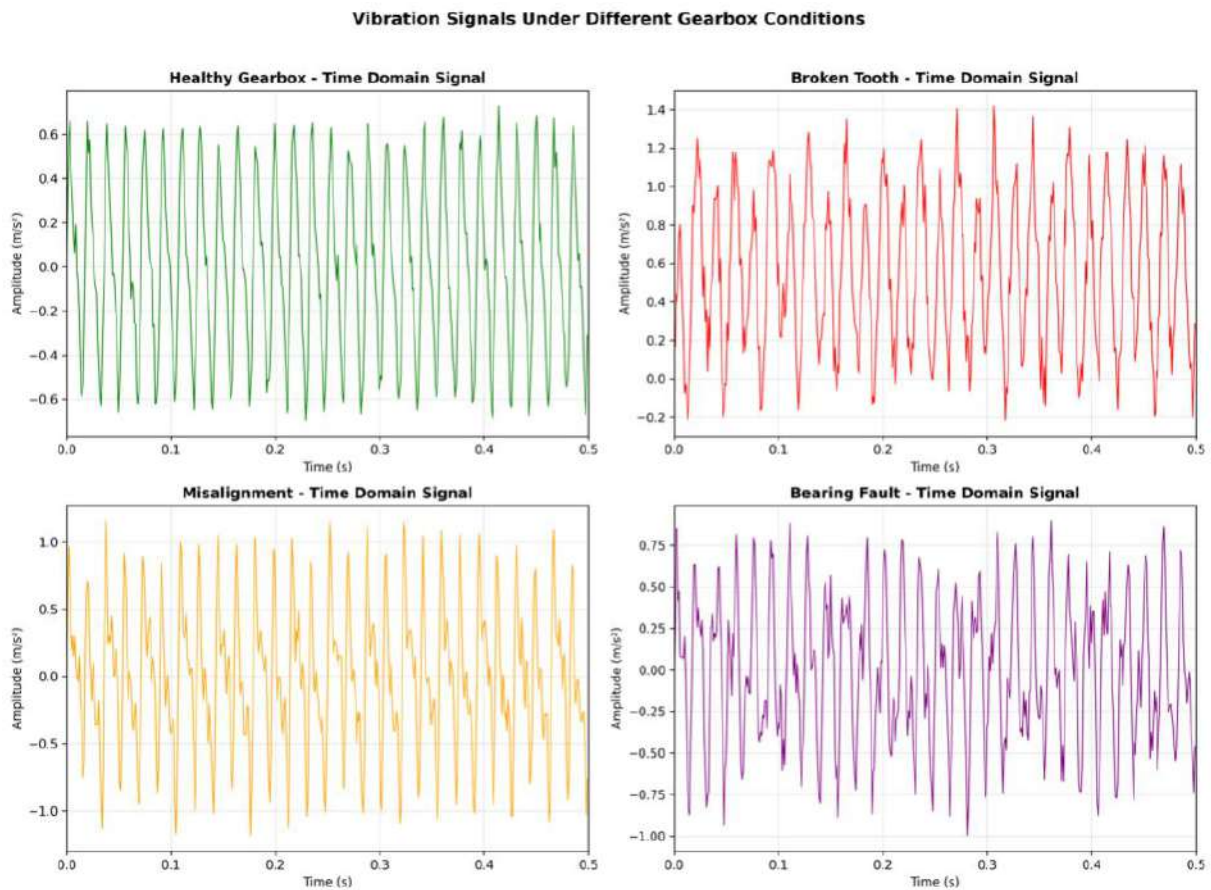 Vibration Signals Under Different Gearbox Conditions
Healthy Gearbox - Time Domain Signal
Amplitude (m/s²)
0.6
0.4
0.2
0.0
−0.2
−0.4
−0.6
0.0 0.1 0.2 0.3 0.4 0.5
Time (s)
Broken Tooth - Time Domain Signal
Amplitude (m/s²)
1.4
1.2
1.0
0.8
0.6
0.4
0.2
0.0
−0.2
0.0 0.1 0.2 0.3 0.4 0.5
Time (s)
Misalignment - Time Domain Signal
Amplitude (m/s²)
1.0
0.5
0.0
−0.5
−1.0
0.0 0.1 0.2 0.3 0.4 0.5
Time (s)
Bearing Fault - Time Domain Signal
Amplitude (m/s²)
0.75
0.50
0.25
0.00
−0.25
−0.50
−0.75
−1.00
0.0 0.1 0.2 0.3 0.4 0.5
Time (s)